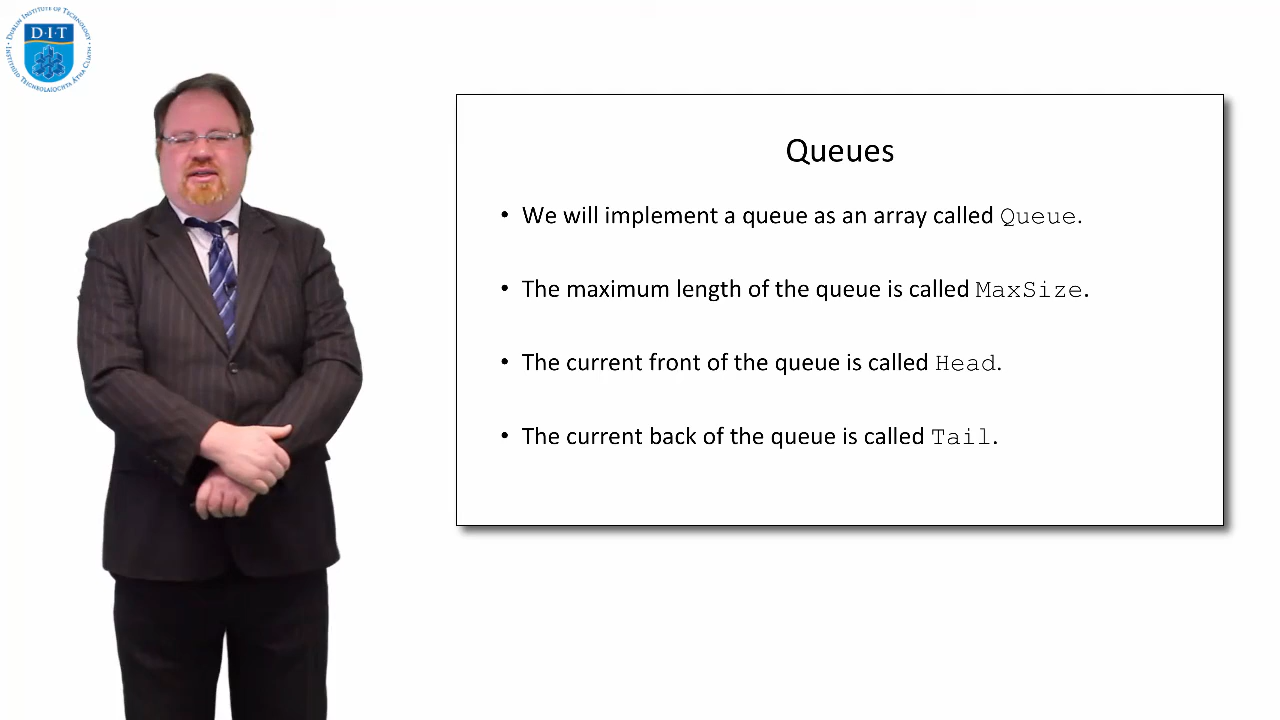 DUBLIN INSTITUTE OF TECHNOLOGY
D·I·T
INSTITIÚID TEICNEOLAÍOCHTA ÁTHA CLIATH
Queues
• We will implement a queue as an array called Queue.
• The maximum length of the queue is called MaxSize.
• The current front of the queue is called Head.
• The current back of the queue is called Tail.